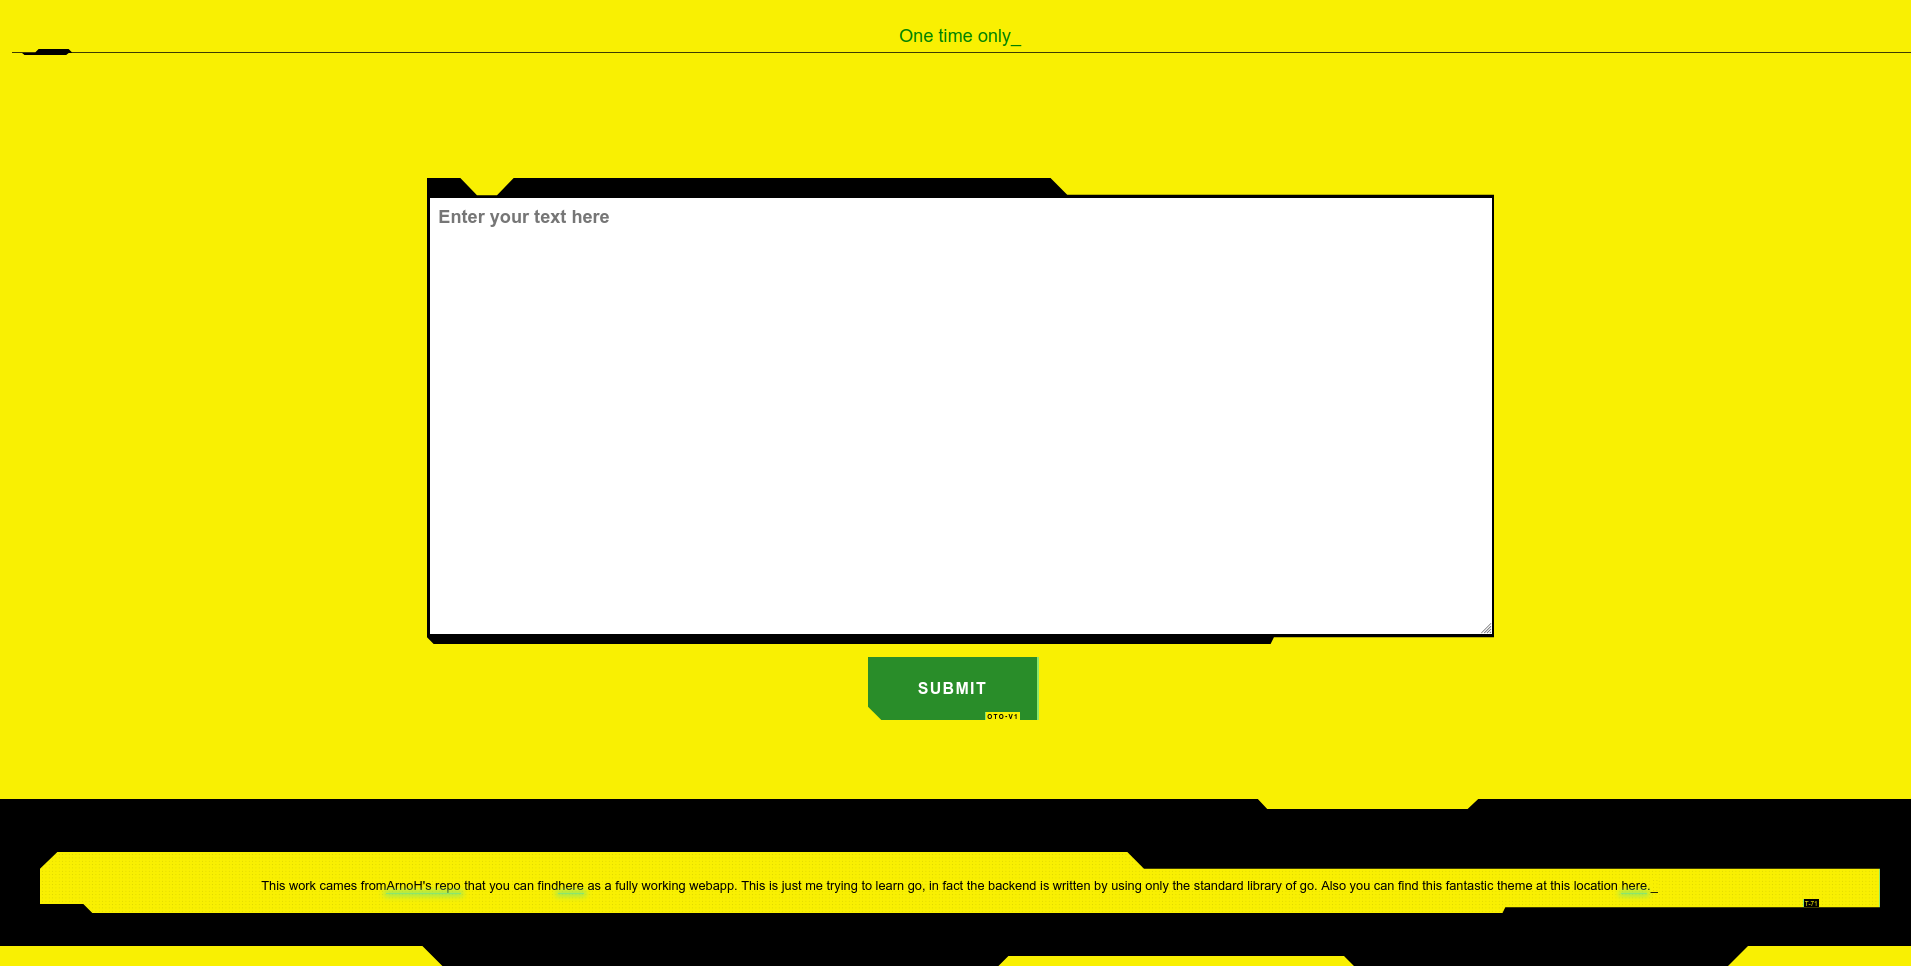 One time only_
Enter your text here
SUBMIT
OTO-V1
This work cames fromArnoH's repo that you can findhere as a fully working webapp. This is just me trying to learn go, in fact the backend is written by using only the standard library of go. Also you can find this fantastic theme at this location here._
T-71